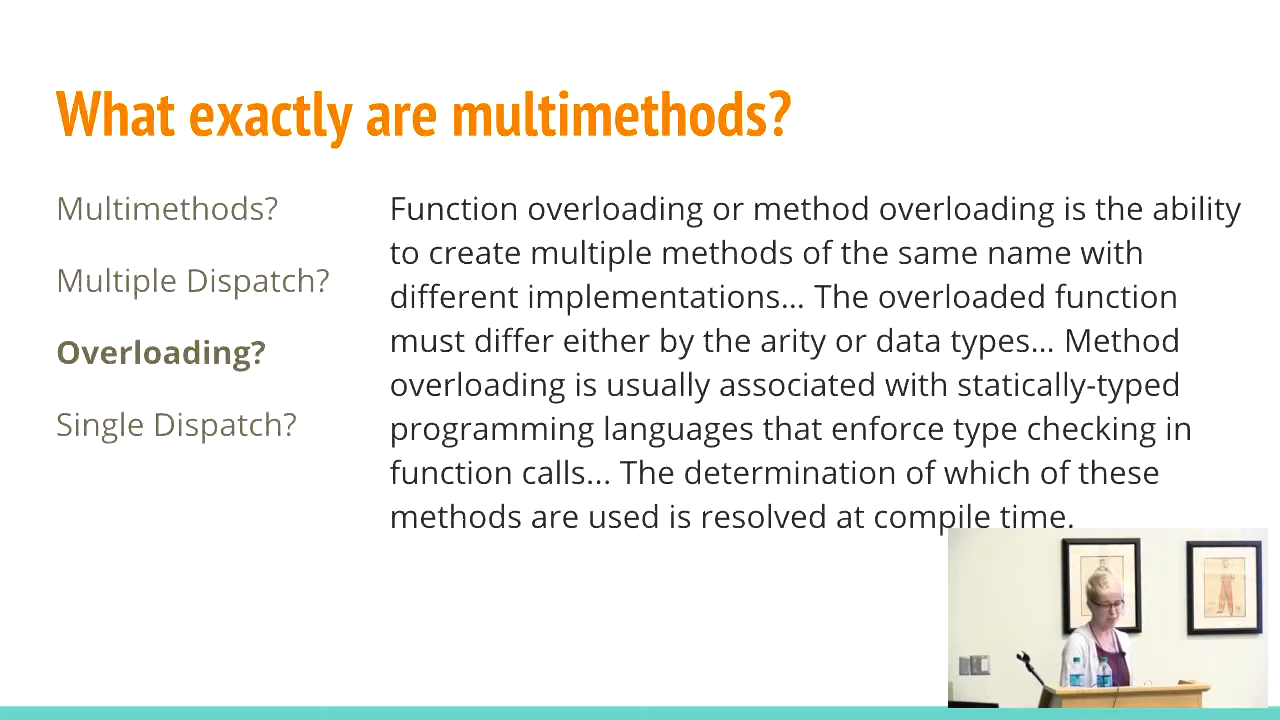 What exactly are multimethods?
Multimethods?
Multiple Dispatch?
Overloading?
Single Dispatch?
Function overloading or method overloading is the ability
to create multiple methods of the same name with
different implementations... The overloaded function
must differ either by the arity or data types... Method
overloading is usually associated with statically-typed
programming languages that enforce type checking in
function calls... The determination of which of these
methods are used is resolved at compile time.